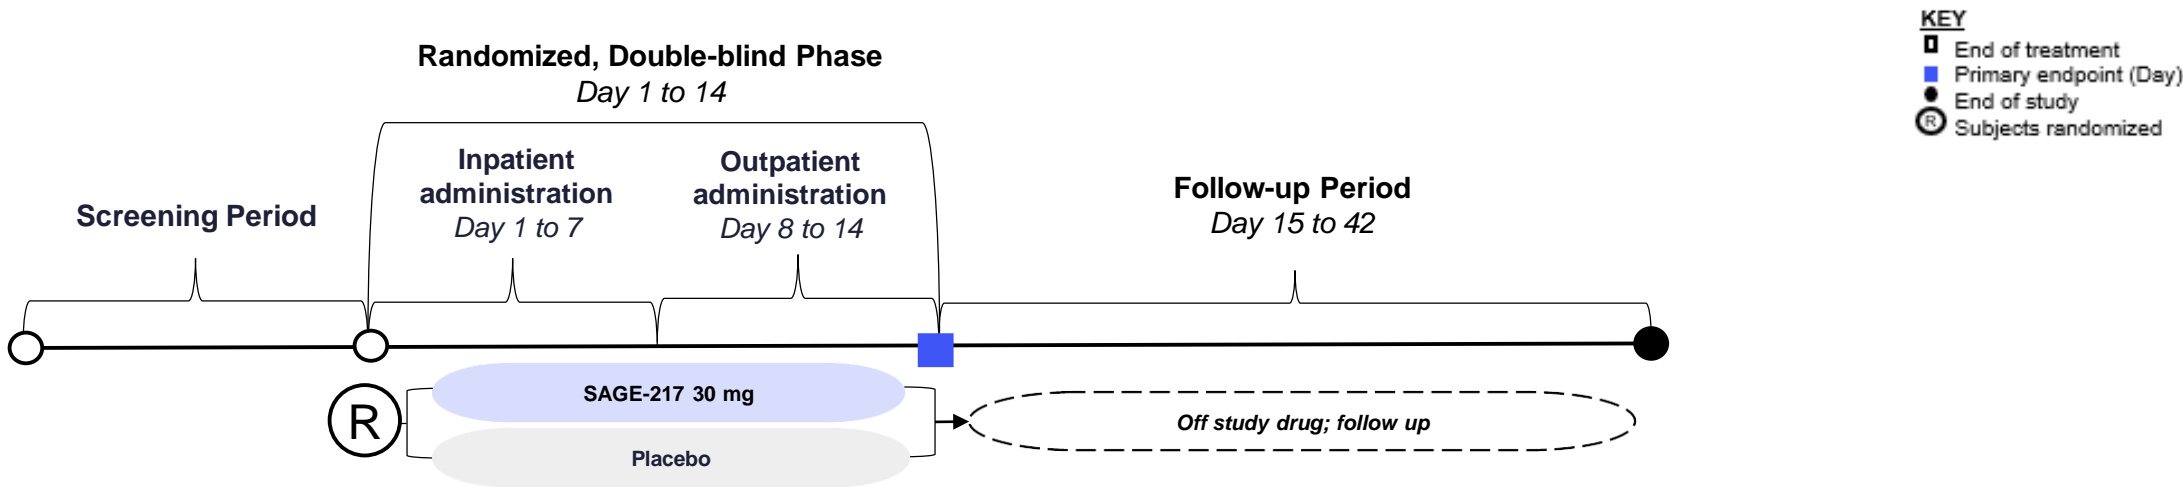 KEY
End of treatment
Primary endpoint (Day)
End of study
R Subjects randomized
Randomized, Double-blind Phase
Day 1 to 14
Inpatient
administration
Day 1 to 7
Outpatient
administration
Day 8 to 14
Screening Period
Follow-up Period
Day 15 to 42
R
SAGE-217 30 mg
Placebo
Off study drug; follow up